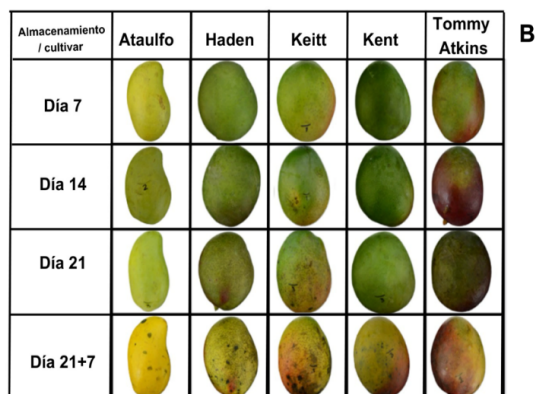 Almacenamiento / cultivar Ataulfo Haden Keitt Kent Tommy Atkins B
Día 7
Día 14
Día 21
Día 21+7